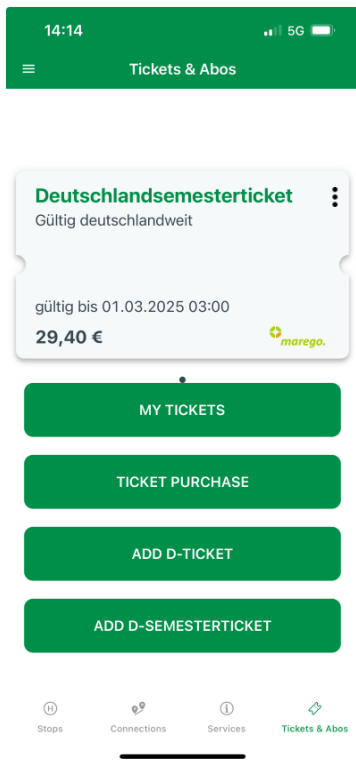 14:14
5G
Tickets & Abos
Deutschlandsemesterticket
Gültig deutschlandweit
gültig bis 01.03.2025 03:00
29,40 €
marego.
MY TICKETS
TICKET PURCHASE
ADD D-TICKET
ADD D-SEMESTERTICKET
H
Stops
Connections
Services
Tickets & Abos